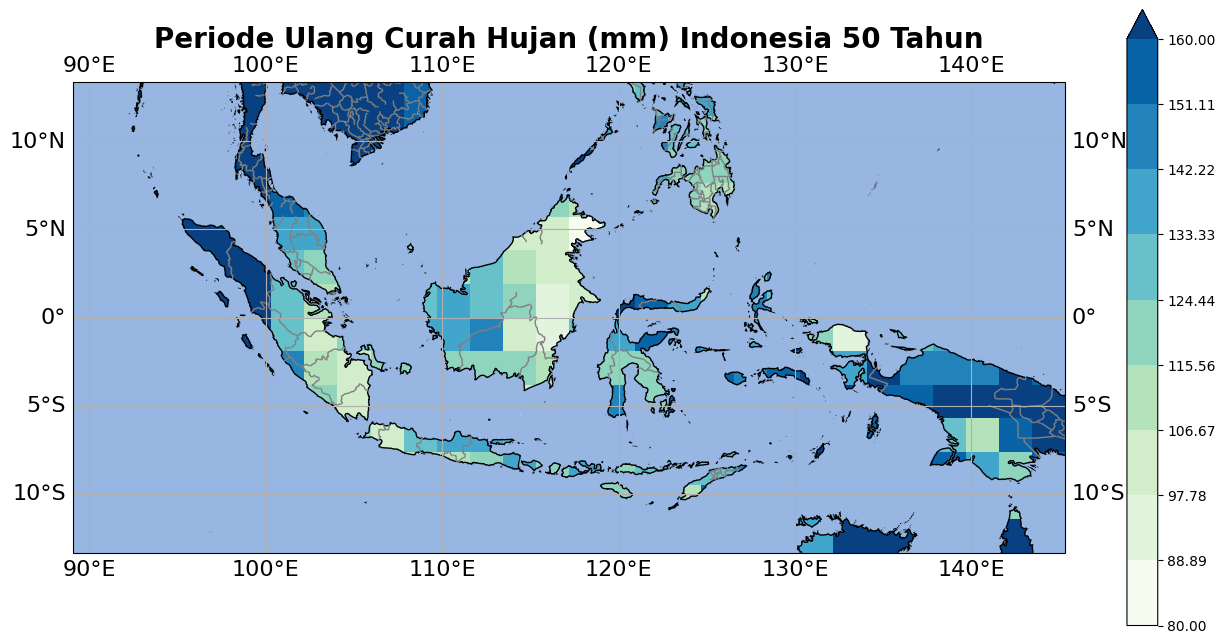 Periode Ulang Curah Hujan (mm) Indonesia 50 Tahun
90°E 100°E 110°E 120°E 130°E 140°E
10°N 10°N
5°N 5°N
0° 0°
5°S 5°S
10°S 10°S
90°E 100°E 110°E 120°E 130°E 140°E
160.00
151.11
142.22
133.33
124.44
115.56
106.67
97.78
88.89
80.00